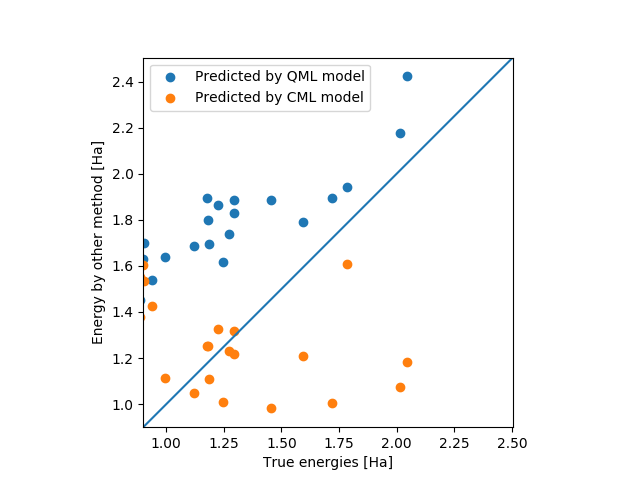 Predicted by QML model
Predicted by CML model
Energy by other method [Ha]
2.4
2.2
2.0
1.8
1.6
1.4
1.2
1.0
1.00 1.25 1.50 1.75 2.00 2.25 2.50
True energies [Ha]